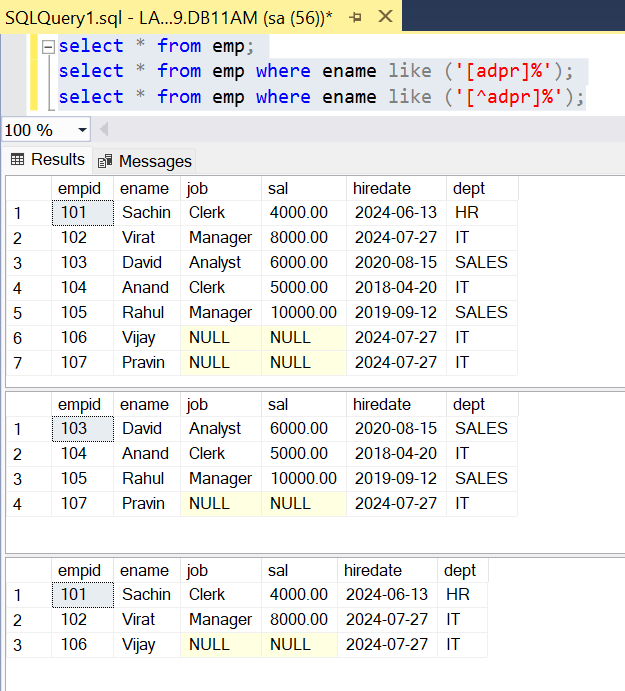 SQLQuery1.sql - LA...9.DB11AM (sa (56))*
select * from emp;
select * from emp where ename like ('[adpr]%');
select * from emp where ename like ('[^adpr]%');
100 %
Results Messages
empid ename job sal hiredate dept
1 101 Sachin Clerk 4000.00 2024-06-13 HR
2 102 Virat Manager 8000.00 2024-07-27 IT
3 103 David Analyst 6000.00 2020-08-15 SALES
4 104 Anand Clerk 5000.00 2018-04-20 IT
5 105 Rahul Manager 10000.00 2019-09-12 SALES
6 106 Vijay NULL NULL 2024-07-27 IT
7 107 Pravin NULL NULL 2024-07-27 IT
empid ename job sal hiredate dept
1 103 David Analyst 6000.00 2020-08-15 SALES
2 104 Anand Clerk 5000.00 2018-04-20 IT
3 105 Rahul Manager 10000.00 2019-09-12 SALES
4 107 Pravin NULL NULL 2024-07-27 IT
empid ename job sal hiredate dept
1 101 Sachin Clerk 4000.00 2024-06-13 HR
2 102 Virat Manager 8000.00 2024-07-27 IT
3 106 Vijay NULL NULL 2024-07-27 IT